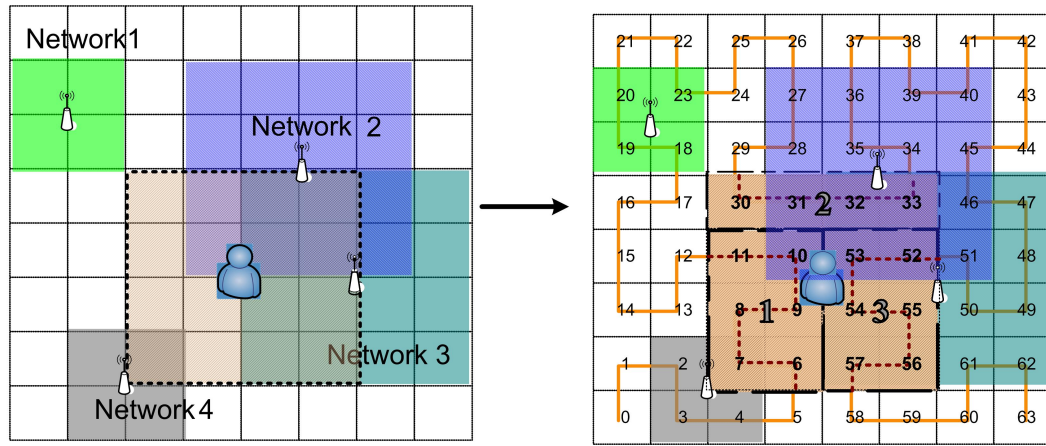 Network1
Network 2
Network 3
Network 4
21 22 25 26 37 38 41 42
20 23 24 27 36 39 40 43
19 18 29 28 35 34 45 44
16 17 30 31 2 32 33 46 47
15 12 11 10 53 52 51 48
14 13 8 1 9 54 3 55 50 49
1 2 7 6 57 56 61 62
0 3 4 5 58 59 60 63